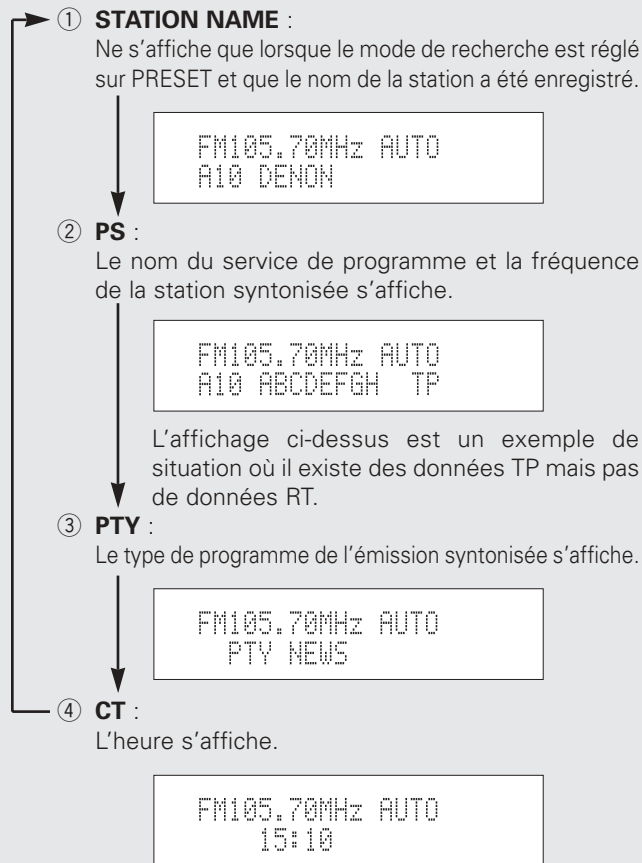 ① STATION NAME :
Ne s’affiche que lorsque le mode de recherche est réglé
sur PRESET et que le nom de la station a été enregistré.
FM105.70MHz AUTO
A10 DENON
② PS :
Le nom du service de programme et la fréquence
de la station syntonisée s’affiche.
FM105.70MHz AUTO
A10 ABCDEFGH TP
L’affichage ci-dessus est un exemple de
situation où il existe des données TP mais pas
de données RT.
③ PTY :
Le type de programme de l’émission syntonisée s’affiche.
FM105.70MHz AUTO
PTY NEWS
④ CT :
L’heure s’affiche.
FM105.70MHz AUTO
15:10